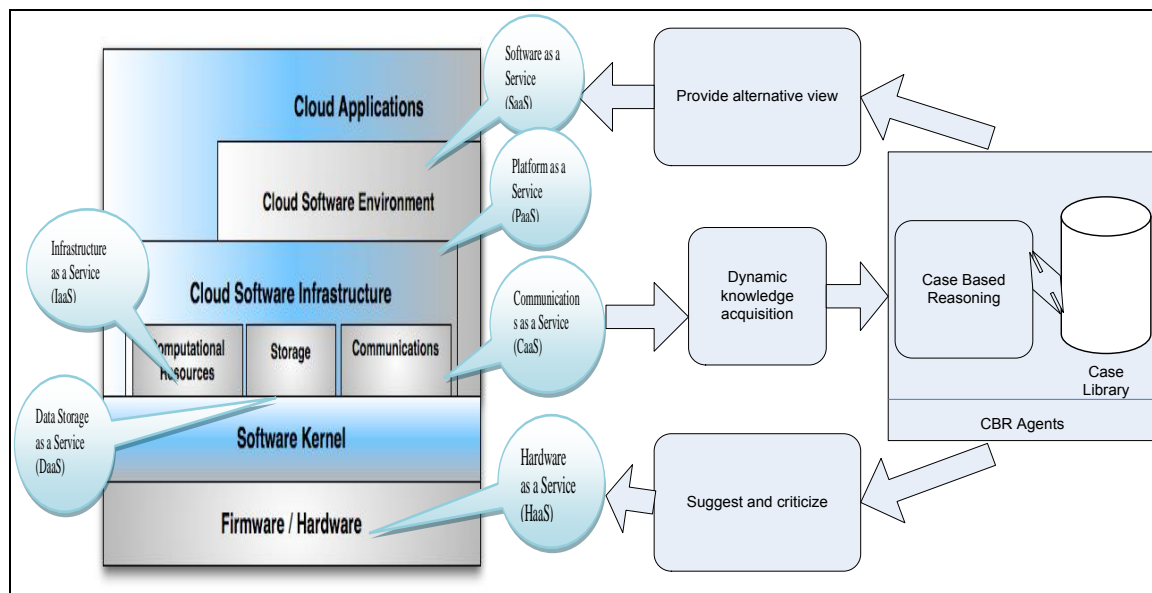 Software as a
Service
(SaaS)
Cloud Applications
Provide alternative view
Platform as a
Service
(PaaS)
Cloud Software Environment
Infrastructure
as a Service
(IaaS)
Cloud Software Infrastructure
Communication
s as a Service
(CaaS)
Dynamic
knowledge
acquisition
Case Based
Reasoning
Computational
Resources
Storage
Communications
Case
Library
CBR Agents
Data Storage
as a Service
(DaaS)
Software Kernel
Hardware
as a Service
(HaaS)
Suggest and criticize
Firmware / Hardware